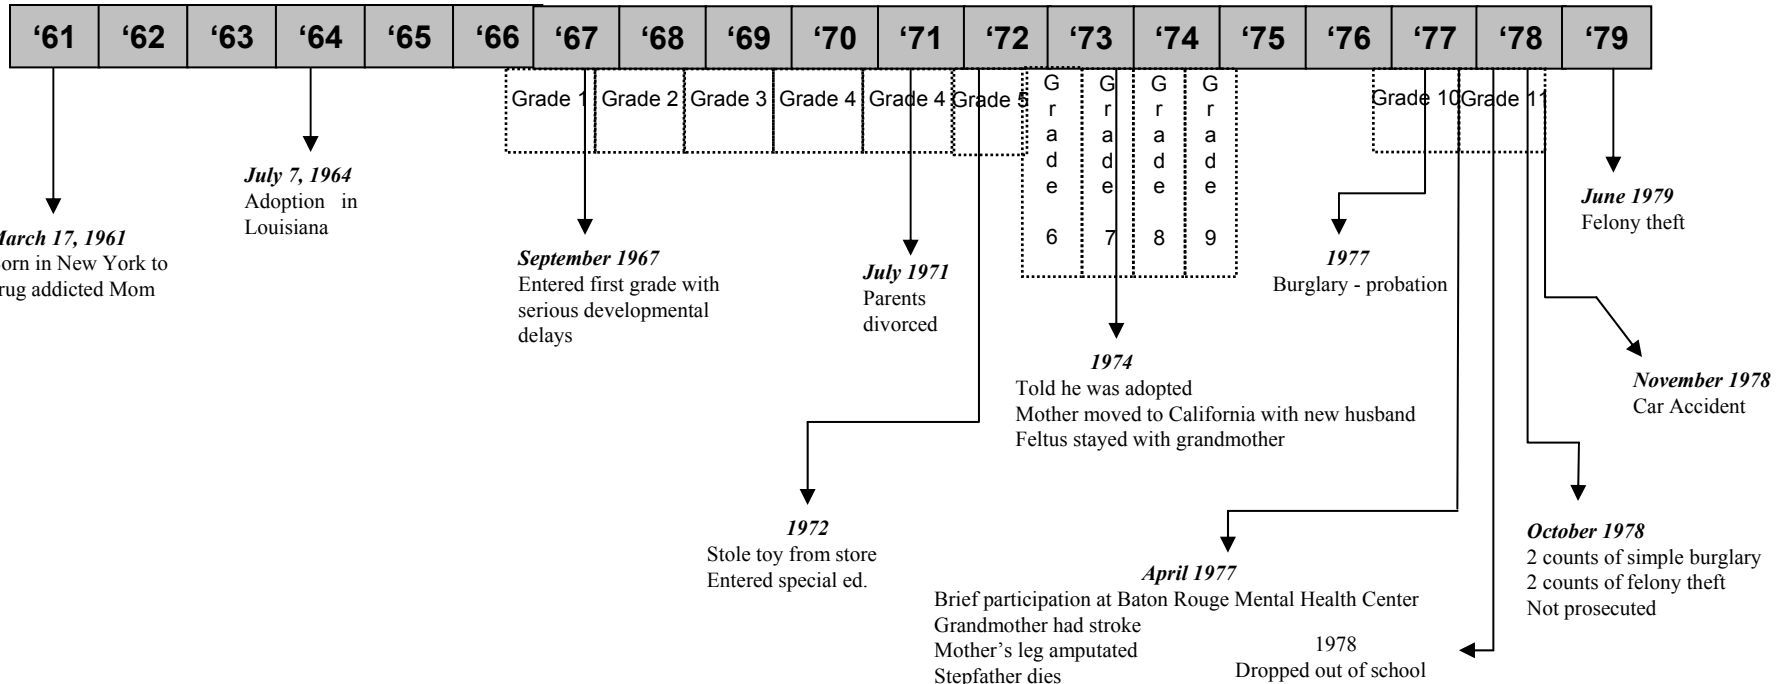 ‘61 ‘62 ‘63 ‘64 ‘65 ‘66 ‘67 ‘68 ‘69 ‘70 ‘71 ‘72 ‘73 ‘74 ‘75 ‘76 ‘77 ‘78 ‘79
Grade 1 Grade 2 Grade 3 Grade 4 Grade 4 Grade 5 Grade 6 Grade 7 Grade 8 Grade 9 Grade 10 Grade 11
March 17, 1961
Born in New York to
drug addicted Mom
July 7, 1964
Adoption in
Louisiana
September 1967
Entered first grade with
serious developmental
delays
July 1971
Parents
divorced
1972
Stole toy from store
Entered special ed.
1974
Told he was adopted
Mother moved to California with new husband
Feltus stayed with grandmother
1977
Burglary - probation
April 1977
Brief participation at Baton Rouge Mental Health Center
Grandmother had stroke
Mother’s leg amputated
Stepfather dies
1978
Dropped out of school
October 1978
2 counts of simple burglary
2 counts of felony theft
Not prosecuted
November 1978
Car Accident
June 1979
Felony theft